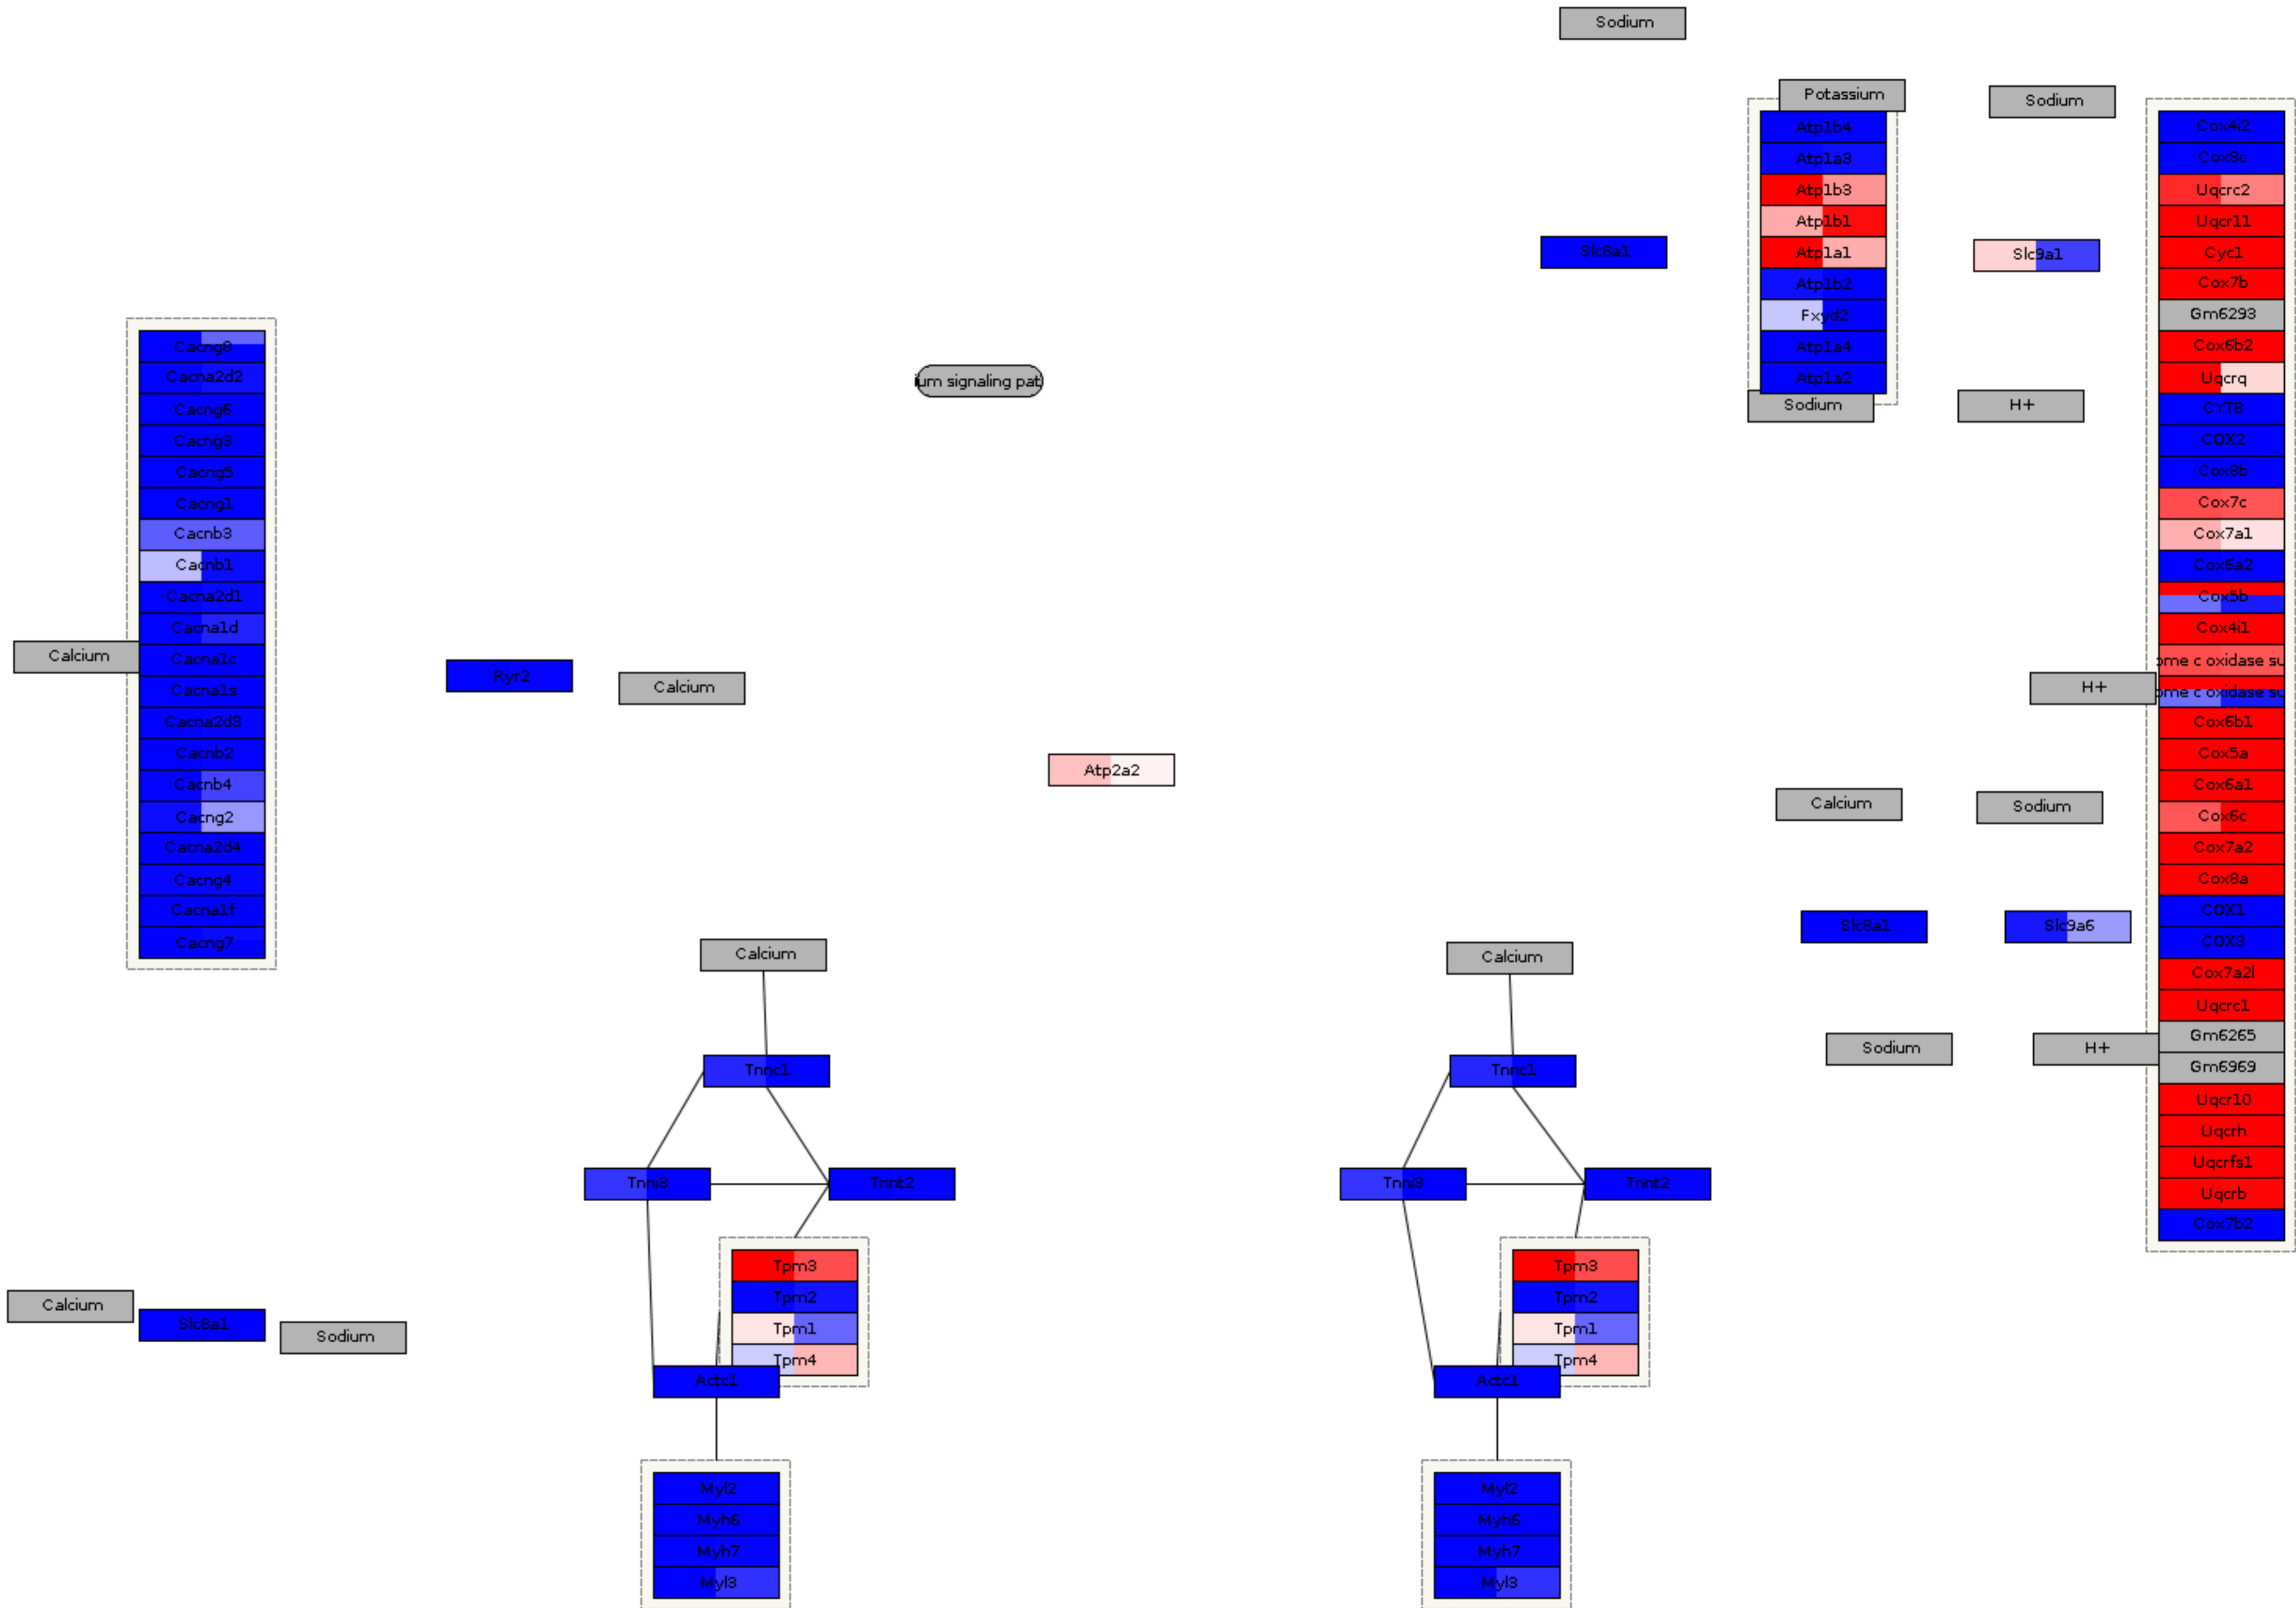 Sodium
Potassium
Sodium
Atp1b4
Atp1a3
Atp1b3
Atp1b1
Atp1a1
Atp1b2
Fxyd2
Atp1a4
Atp1a2
Sodium
Slc8a1
Slc9a1
H+
Cox4i2
Cox8c
Uqcrc2
Uqcr11
Cyc1
Cox7b
Gm6293
Cox6b2
Uqcrq
CYTB
COX2
Cox8b
Cox7c
Cox7a1
Cox6a2
Cox5b
Cox4i1
ome c oxidase su
ome c oxidase su
Cox6b1
Cox5a
Cox6a1
Cox6c
Cox7a2
Cox8a
COX1
COX3
Cox7a2l
Uqcrc1
Gm6265
Gm6969
Uqcr10
Uqcrh
Uqcrfs1
Uqcrb
Cox7b2
ium signaling pat
Cacng8
Cacna2d2
Cacng6
Cacng3
Cacng5
Cacng1
Cacnb3
Cacnb1
Cacna2d1
Cacna1d
Cacna1c
Cacna1s
Cacna2d3
Cacnb2
Cacnb4
Cacng2
Cacna2d4
Cacng4
Cacna1f
Cacng7
Calcium
Ryr2
Calcium
H+
Atp2a2
Calcium
Sodium
Slc8a1
Slc9a6
Sodium
H+
Calcium
Tnnc1
Tnni3
Tnnt2
Tpm3
Tpm2
Tpm1
Tpm4
Actc1
Myl2
Myh6
Myh7
Myl3
Calcium
Tnnc1
Tnni3
Tnnt2
Tpm3
Tpm2
Tpm1
Tpm4
Actc1
Myl2
Myh6
Myh7
Myl3
Calcium
Slc8a1
Sodium